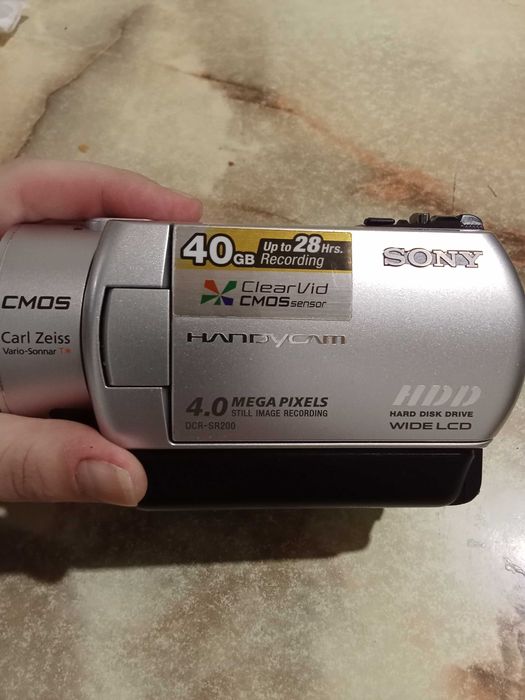 CMOS
Carl Zeiss
Vario-Sonnar T*
40GB Up to 28 Hrs.
Recording
ClearVid
CMOS sensor
SONY
HANDYCAM
4.0 MEGA PIXELS
STILL IMAGE RECORDING
DCR-SR200
HDD
HARD DISK DRIVE
WIDE LCD